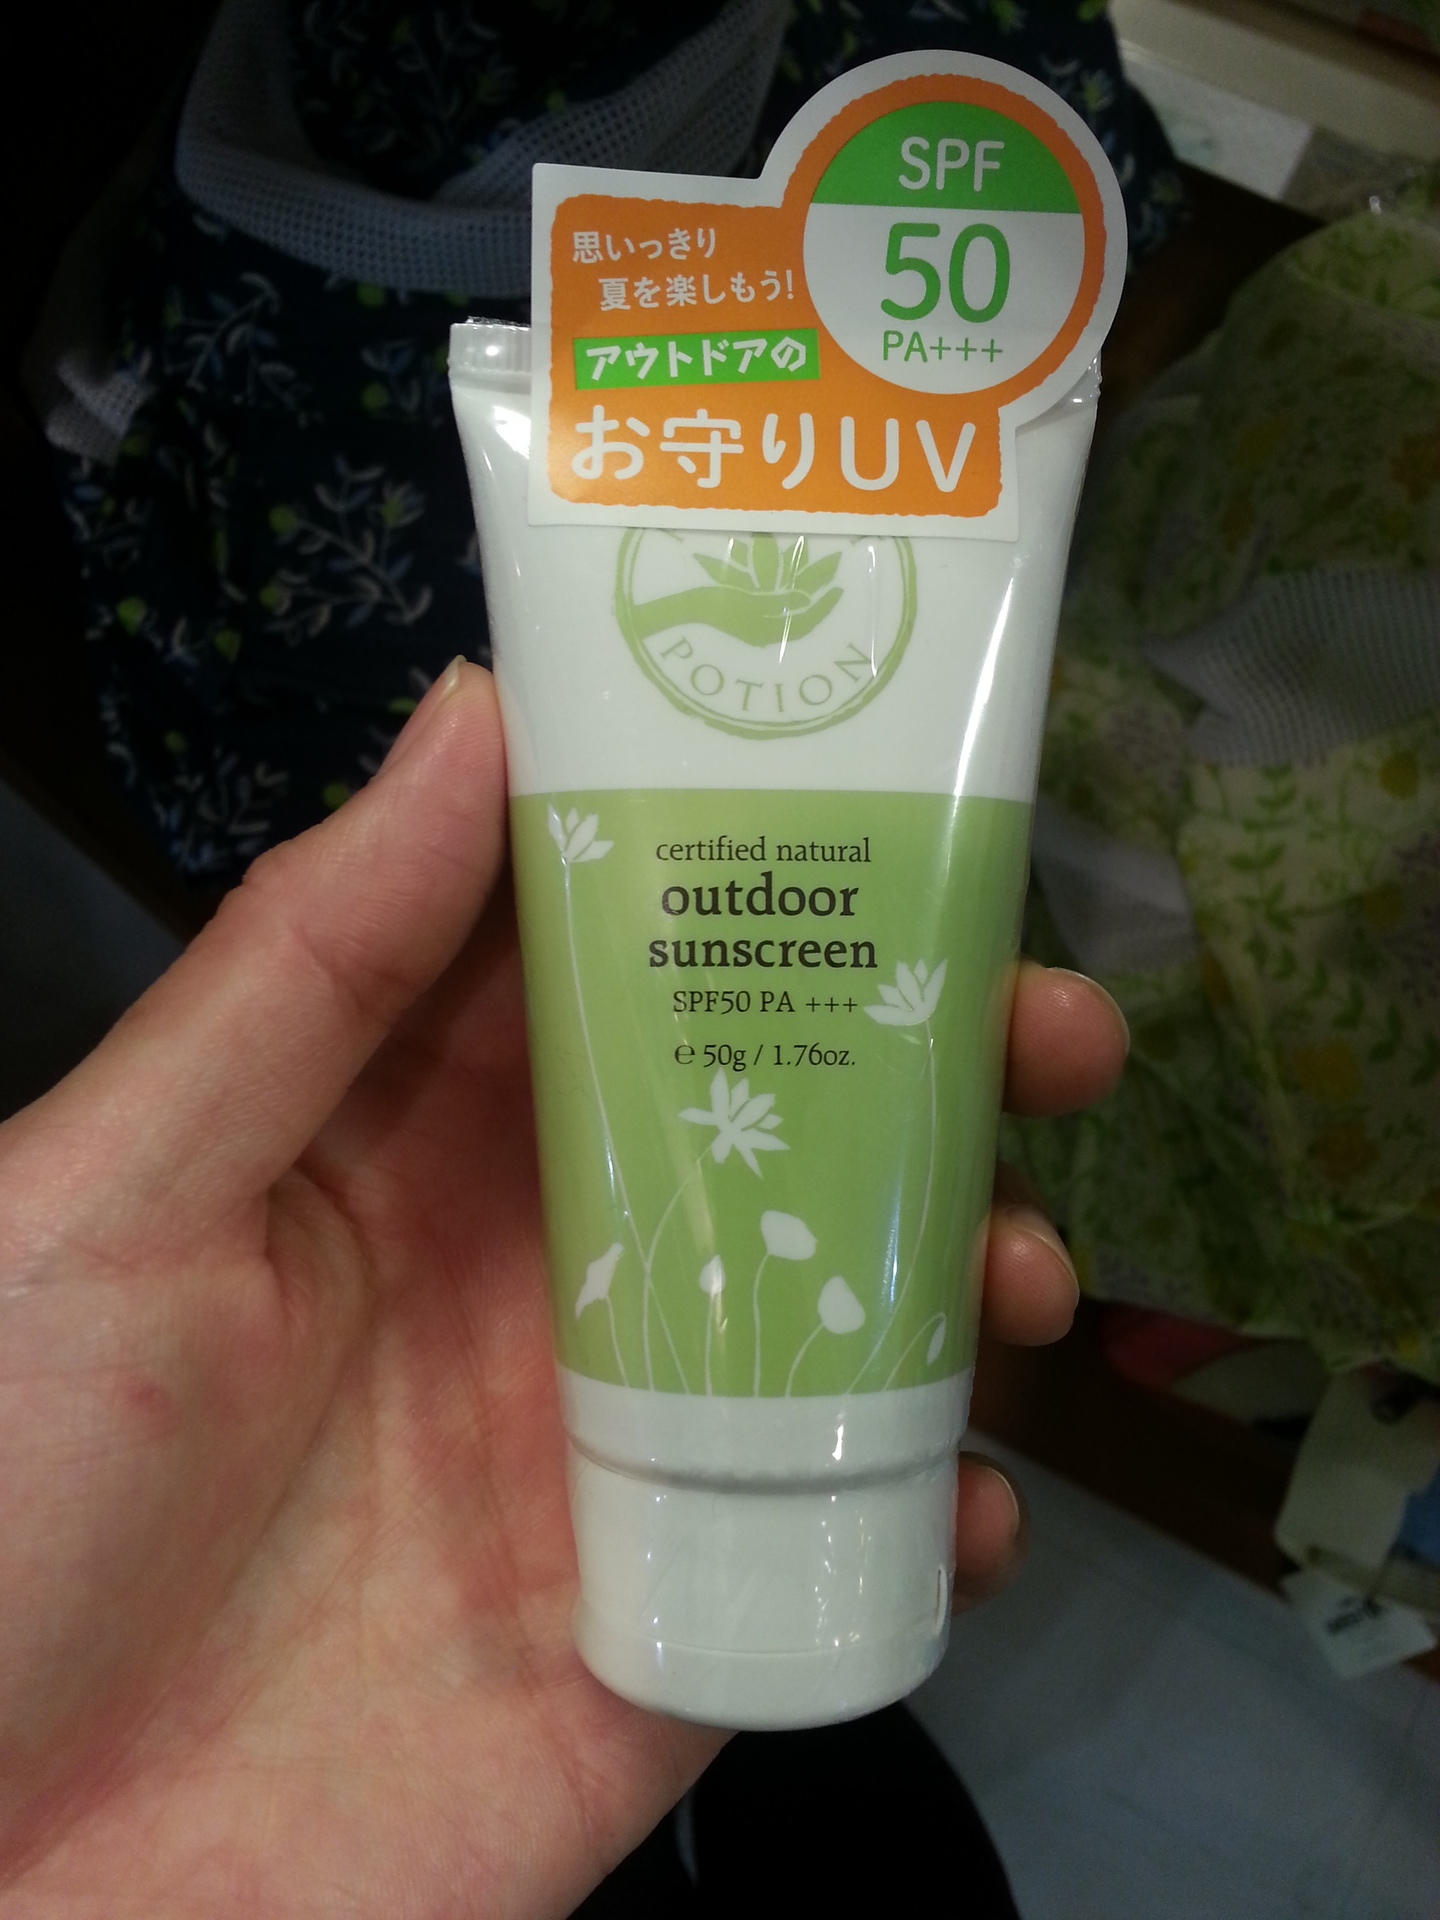 SPF
50
PA+++
思いっきり
夏を楽しもう!
アウトドアの
お守りUV
POTION
certified natural
outdoor
sunscreen
SPF50 PA +++
℮ 50g / 1.76oz.